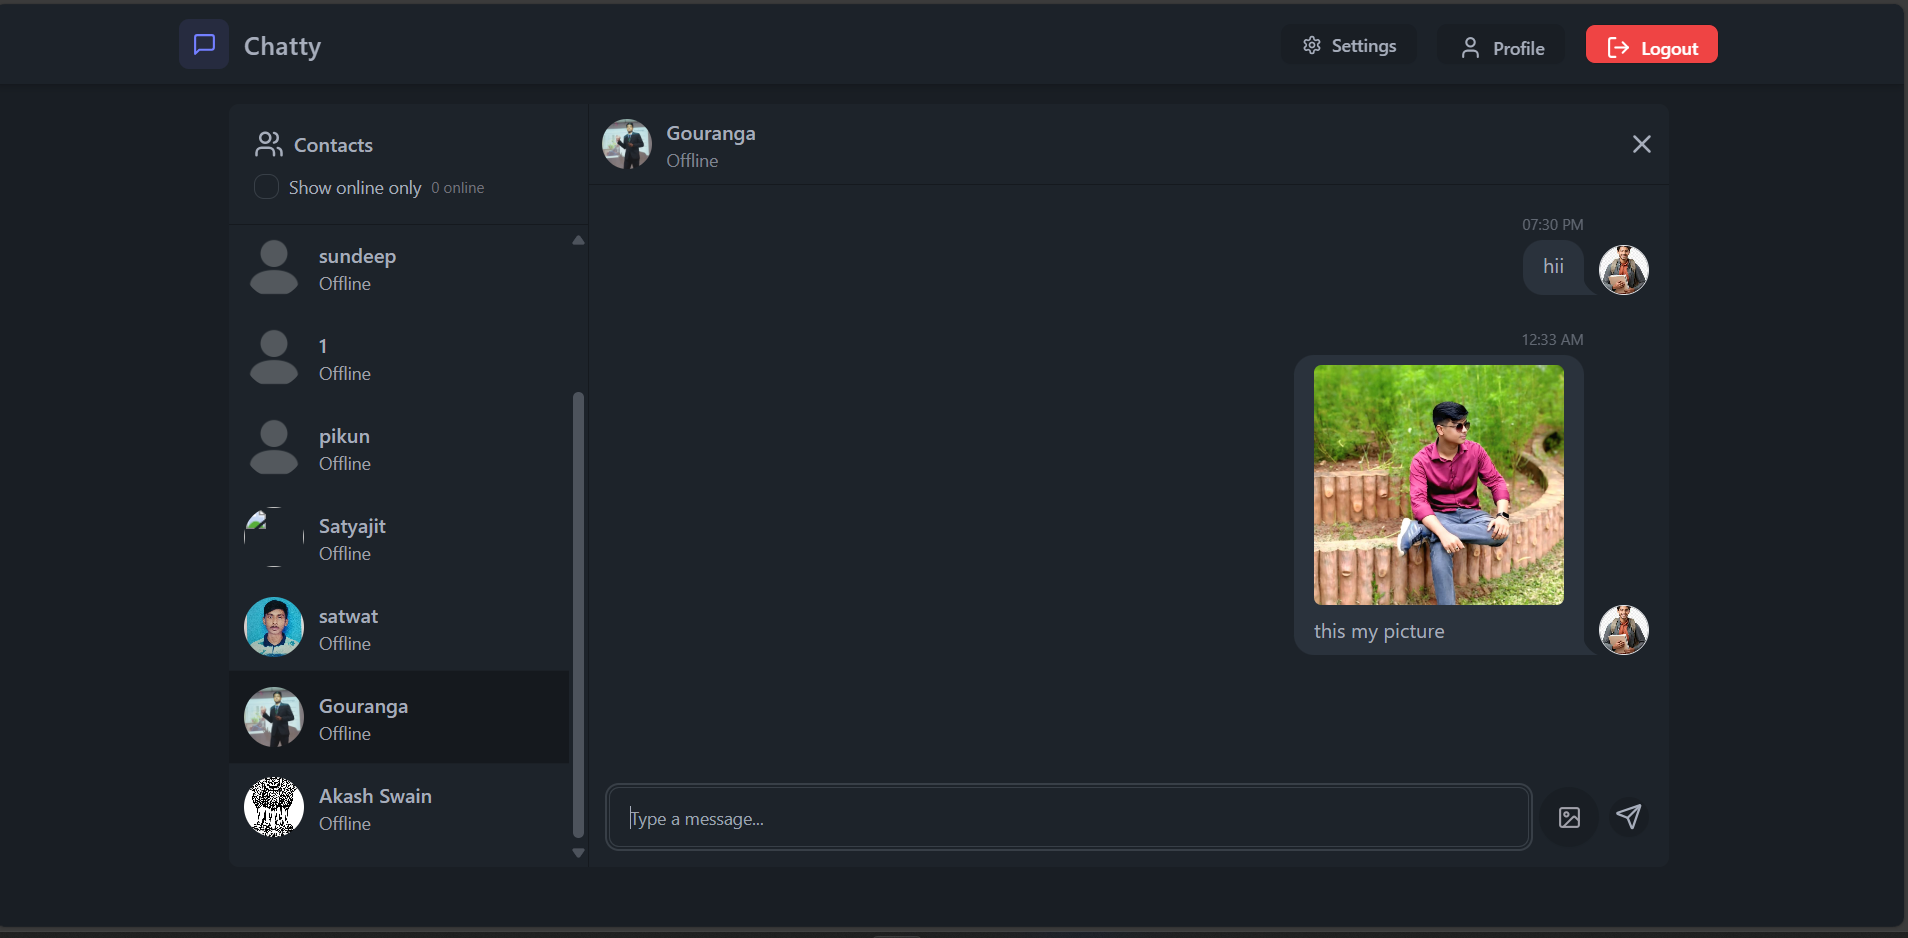 Chatty
Settings
Profile
Logout
Contacts
Show online only 0 online
sundeep
Offline
1
Offline
pikun
Offline
Satyajit
Offline
satwat
Offline
Gouranga
Offline
Akash Swain
Offline
Gouranga
Offline
07:30 PM
hii
12:33 AM
this my picture
Type a message...